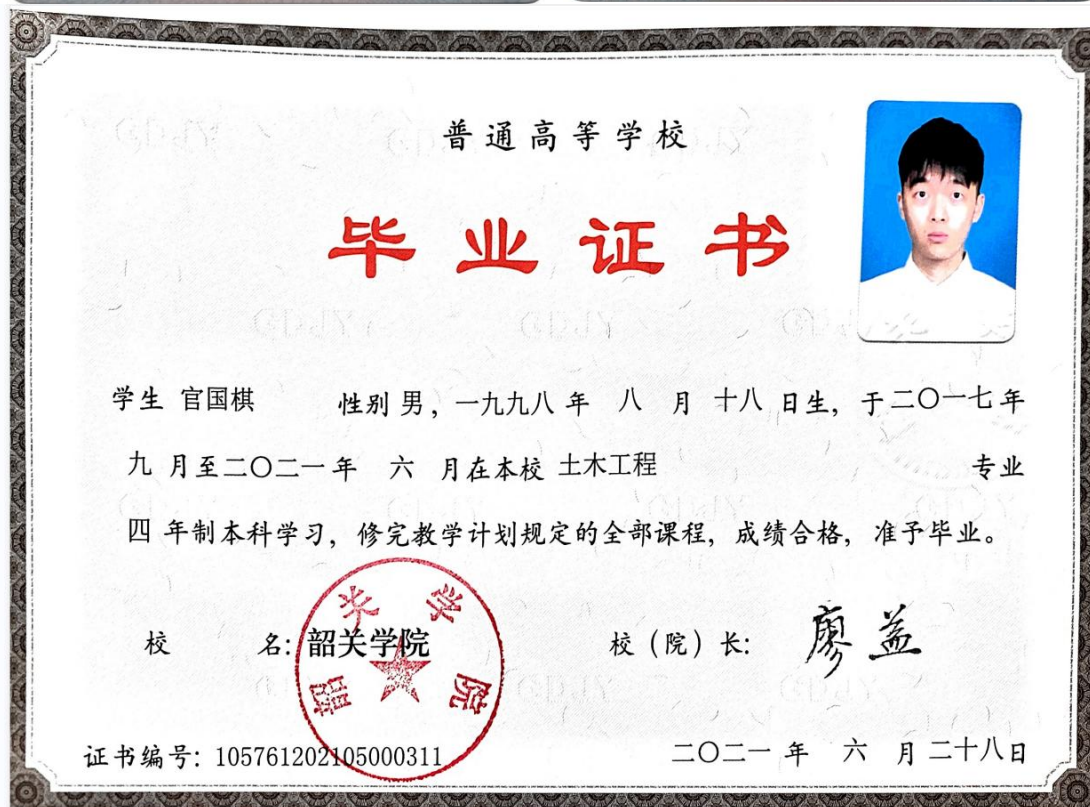 普通高等学校
毕业证书
学生 官国棋 性别 男，一九九八 年 八 月 十八 日生，于二〇一七年
九 月至二〇二一年 六 月在本校 土木工程 专业
四 年制本科学习，修完教学计划规定的全部课程，成绩合格，准予毕业。
校 名：韶关学院 校（院）长：廖益
韶关学院
证书编号：105761202105000311 二〇二一 年 六 月 二十八日